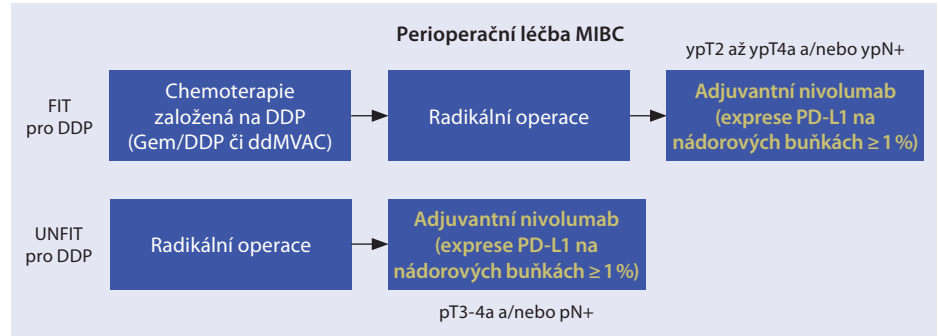 Perioperační léčba MIBC
ypT2 až ypT4a a/nebo ypN+
FIT
pro DDP
Chemoterapie
založená na DDP
(Gem/DDP či ddMVAC)
Radikální operace
Adjuvantní nivolumab
(exprese PD-L1 na
nádorových buňkách ≥ 1 %)
UNFIT
pro DDP
Radikální operace
Adjuvantní nivolumab
(exprese PD-L1 na
nádorových buňkách ≥ 1 %)
pT3-4a a/nebo pN+